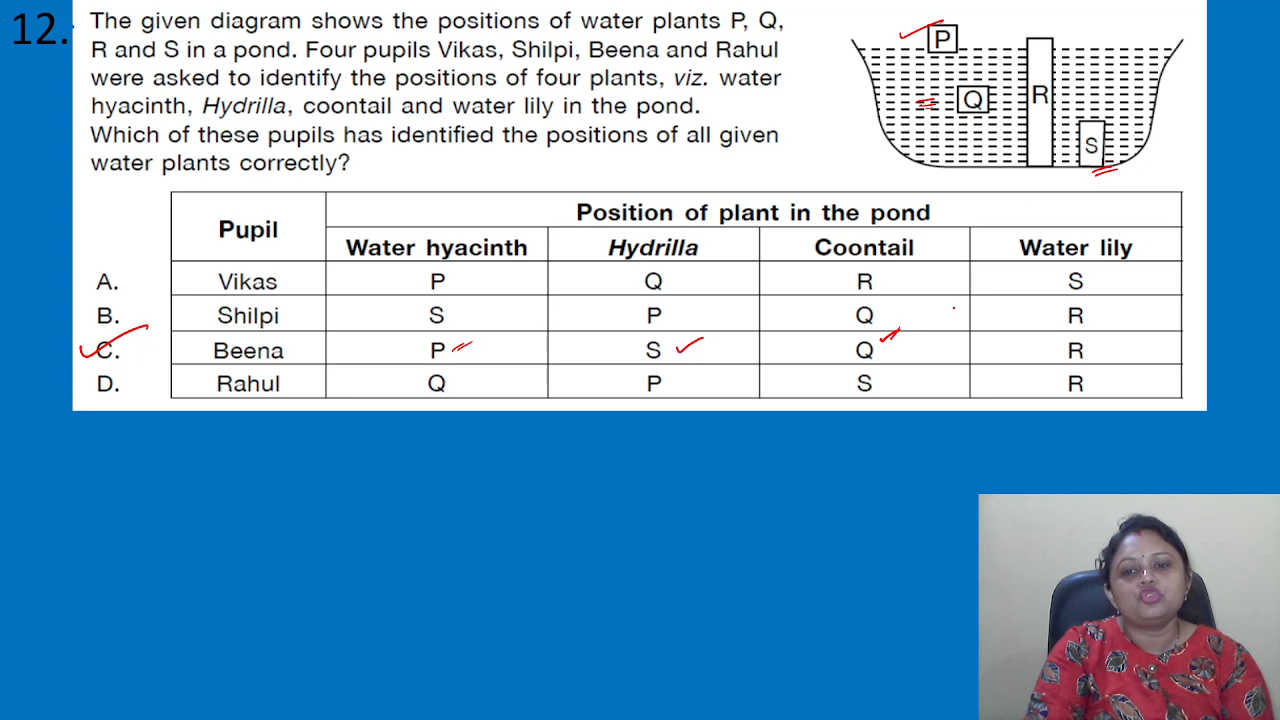 12.
The given diagram shows the positions of water plants P, Q,
R and S in a pond. Four pupils Vikas, Shilpi, Beena and Rahul
were asked to identify the positions of four plants, viz. water
hyacinth, Hydrilla, coontail and water lily in the pond.
Which of these pupils has identified the positions of all given
water plants correctly?
P
Q
R
S
Pupil
Position of plant in the pond
Water hyacinth Hydrilla Coontail Water lily
A. Vikas P Q R S
B. Shilpi S P Q R
C. Beena P S Q R
D. Rahul Q P S R